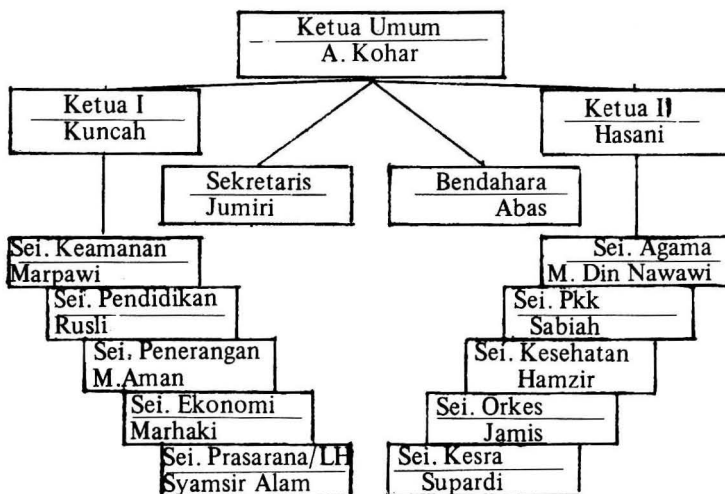 Ketua Umum
A. Kohar
Ketua I
Kuncah
Ketua II
Hasani
Sekretaris
Jumiri
Bendahara
Abas
Sei. Keamanan
Marpawi
Sei. Agama
M. Din Nawawi
Sei. Pendidikan
Rusli
Sei. Pkk
Sabiah
Sei. Penerangan
M.Aman
Sei. Kesehatan
Hamzir
Sei. Ekonomi
Marhaki
Sei. Orkes
Jamis
Sei. Prasarana/LH
Syamsir Alam
Sei. Kesra
Supardi